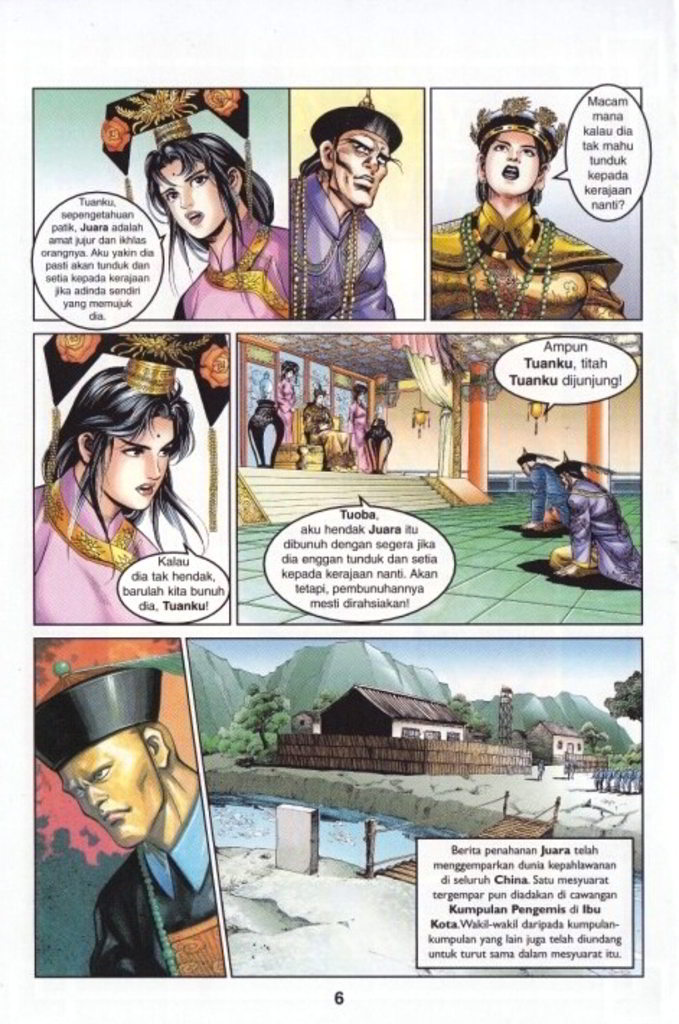 Tuanku,
sepengetahuan
patik, Juara adalah
amat jujur dan ikhlas
orangnya. Aku yakin dia
pasti akan tunduk dan
setia kepada kerajaan
jika adinda sendiri
yang memujuk
dia.
Macam
mana
kalau dia
tak mahu
tunduk
kepada
kerajaan
nanti?
Kalau
dia tak hendak,
barulah kita bunuh
dia, Tuanku!
Ampun
Tuanku, titah
Tuanku dijunjung!
Tuoba,
aku hendak Juara itu
dibunuh dengan segera jika
dia enggan tunduk dan setia
kepada kerajaan nanti. Akan
tetapi, pembunuhannya
mesti dirahsiakan!
Berita penahanan Juara telah
menggemparkan dunia kepahlawanan
di seluruh China. Satu mesyuarat
tergempar pun diadakan di cawangan
Kumpulan Pengemis di Ibu
Kota. Wakil-wakil daripada kumpulan-
kumpulan yang lain juga telah diundang
untuk turut sama dalam mesyuarat itu.
6